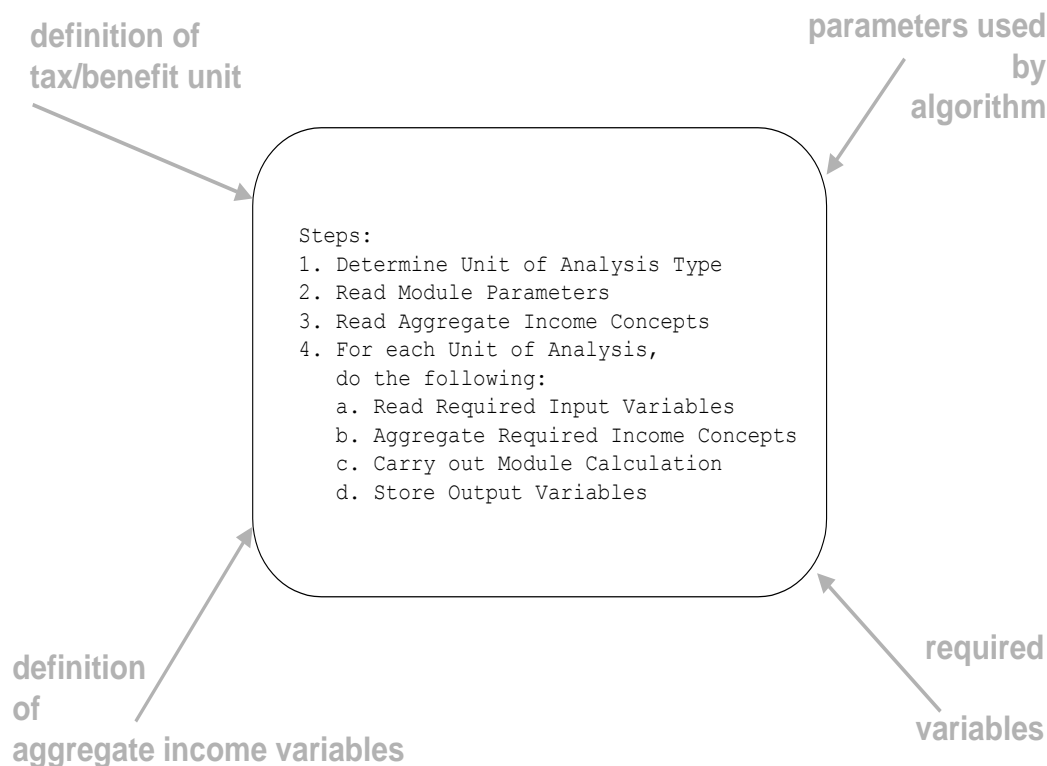 definition of
tax/benefit unit
parameters used
by
algorithm
Steps:
1. Determine Unit of Analysis Type
2. Read Module Parameters
3. Read Aggregate Income Concepts
4. For each Unit of Analysis,
do the following:
a. Read Required Input Variables
b. Aggregate Required Income Concepts
c. Carry out Module Calculation
d. Store Output Variables
definition
of
aggregate income variables
required
variables